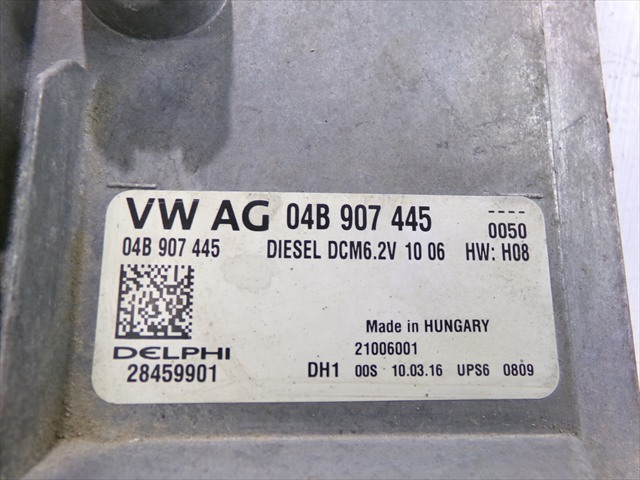 VW AG 04B 907 445 ----
0050
04B 907 445 DIESEL DCM6.2V 10 06 HW: H08
Made in HUNGARY
DELPHI 21006001
28459901 DH1 00S 10.03.16 UPS6 0809